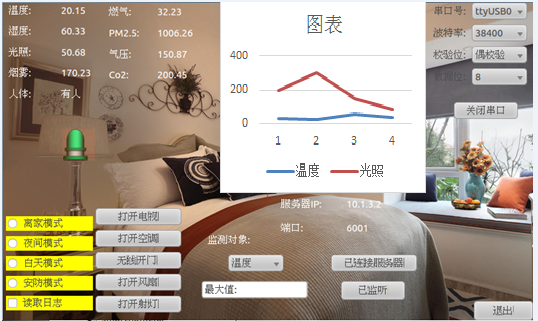 温度: 20.15 燃气: 32.23
湿度: 60.33 PM2.5: 1006.26
光照: 50.68 气压: 150.87
烟雾: 170.23 Co2: 200.45
人体: 有人
图表
400
200
0
1 2 3 4
温度 光照
串口号: ttyUSB0
波特率: 38400
校验位: 偶校验
数据位: 8
关闭串口
服务器IP: 10.1.3.2
端口: 6001
监测对象:
温度 已连接服务器
最大值: 已监听
离家模式 打开电视
夜间模式 打开空调
白天模式 无线开门
安防模式 打开风扇
读取日志 打开射灯
退出